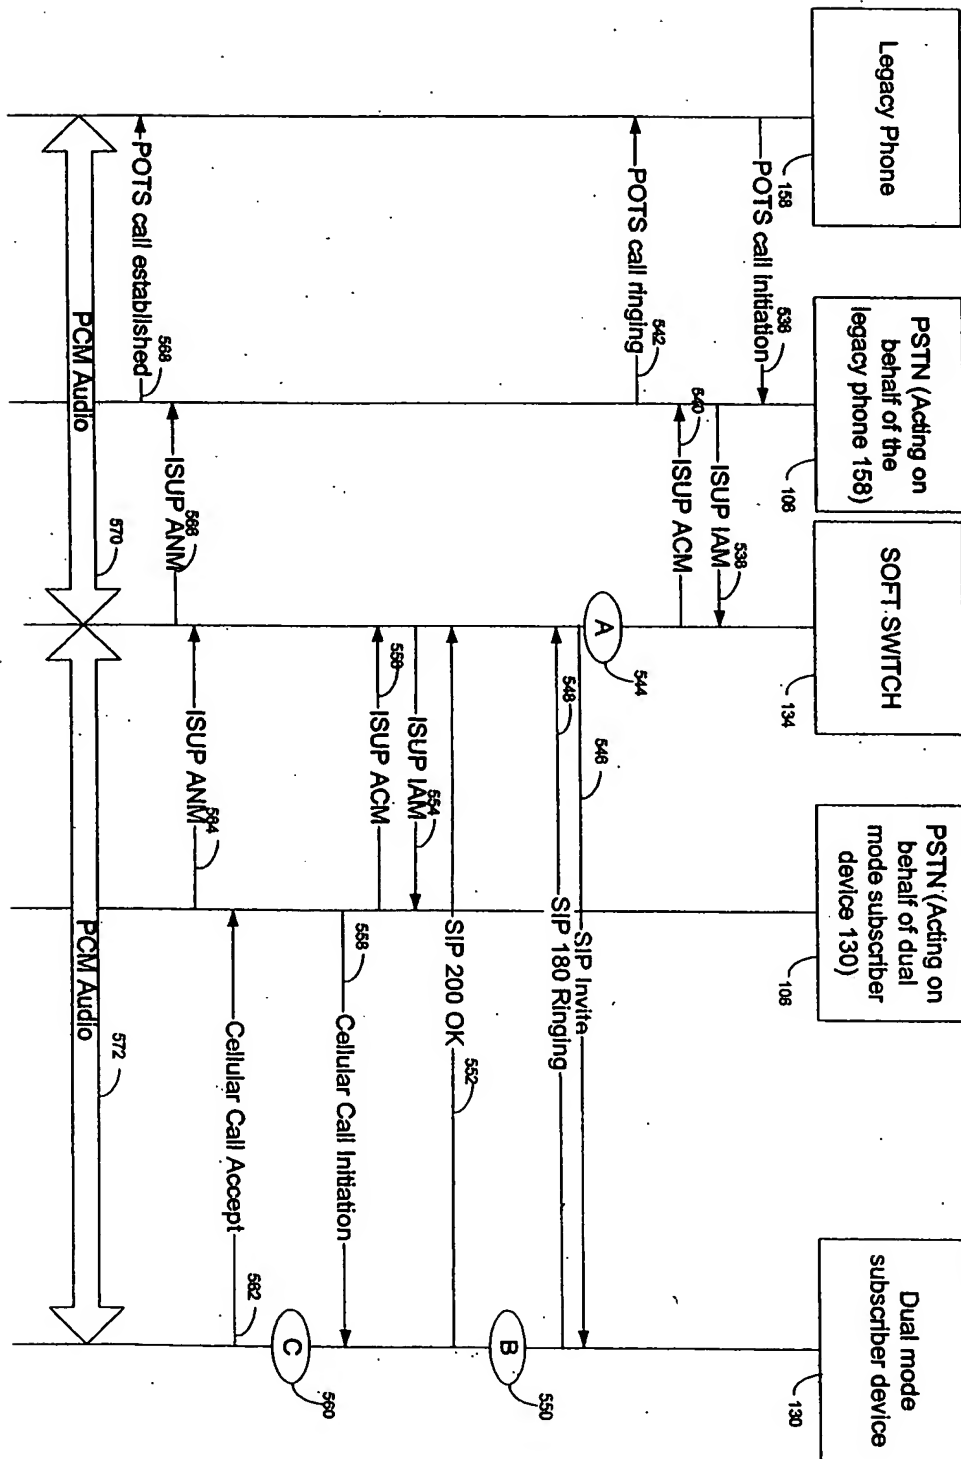 Legacy Phone
158
PSTN (Acting on
behalf of the
legacy phone 158)
106
SOFT SWITCH
134
PSTN (Acting on
behalf of dual
mode subscriber
device 130)
106
Dual mode
subscriber device
130
536
POTS call initiation
538
ISUP IAM
540
ISUP ACM
542
POTS call ringing
A
544
546
SIP Invite
548
SIP 180 Ringing
B
550
552
SIP 200 OK
554
ISUP IAM
556
ISUP ACM
558
Cellular Call Initiation
C
560
562
Cellular Call Accept
564
ISUP ANM
566
ISUP ANM
568
POTS call established
570
PCM Audio
572
PCM Audio